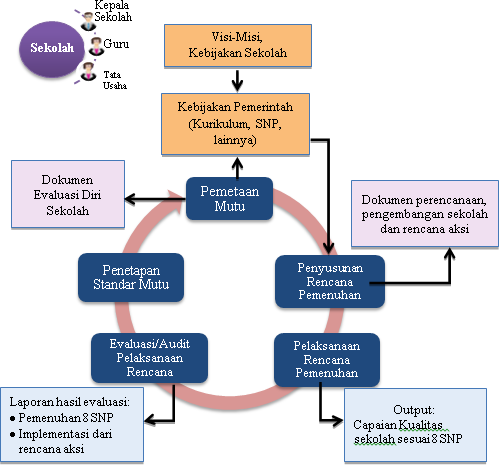 Kepala
Sekolah
Sekolah
Guru
Tata
Usaha
Visi-Misi,
Kebijakan Sekolah
Kebijakan Pemerintah
(Kurikulum, SNP,
lainnya)
Dokumen
Evaluasi Diri
Sekolah
Pemetaan
Mutu
Dokumen perencanaan,
pengembangan sekolah
dan rencana aksi
Penetapan
Standar Mutu
Penyusunan
Rencana
Pemenuhan
Evaluasi/Audit
Pelaksanaan
Rencana
Pelaksanaan
Rencana
Pemenuhan
Laporan hasil evaluasi:
● Pemenuhan 8 SNP
● Implementasi dari
rencana aksi
Output:
Capaian Kualitas
sekolah sesuai 8 SNP